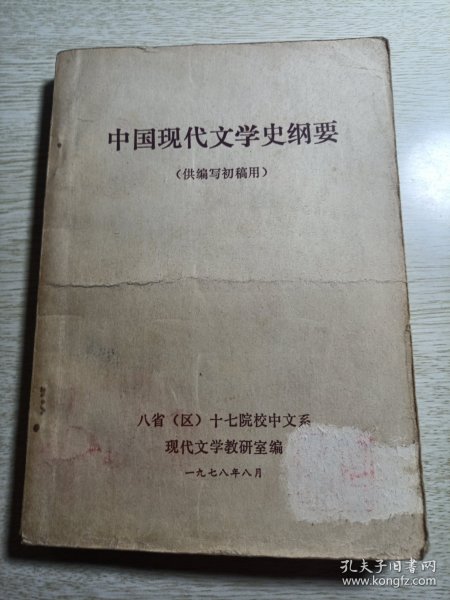 中国现代文学史纲要
（供编写初稿用）
八省（区）十七院校中文系
现代文学教研室编
一九七八年八月
孔夫子旧书网
www.kongfz.com